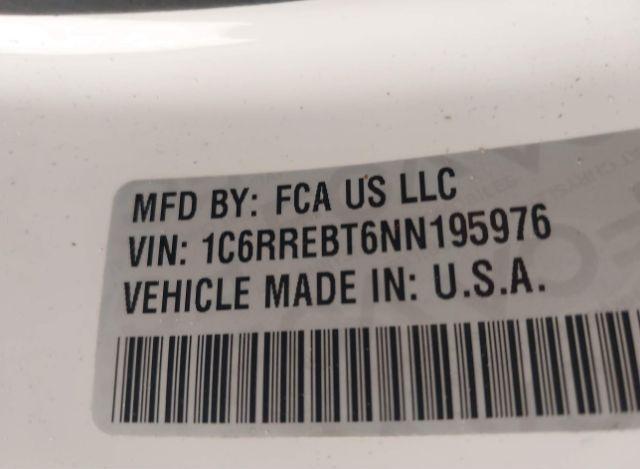 MFD BY: FCA US LLC
VIN: 1C6RREBT6NN195976
VEHICLE MADE IN: U.S.A.